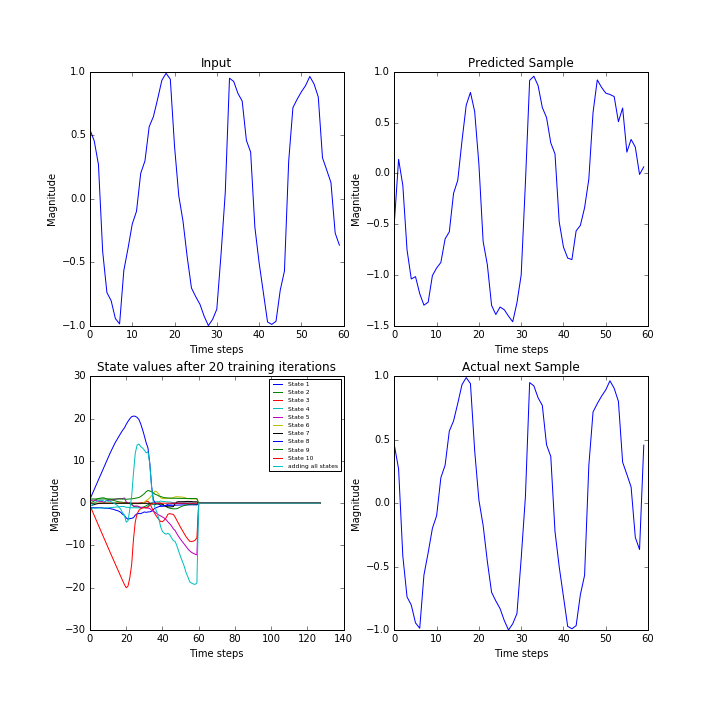 Input
1.0
0.5
0.0
−0.5
−1.0
Magnitude
0 10 20 30 40 50 60
Time steps
Predicted Sample
1.0
0.5
0.0
−0.5
−1.0
−1.5
Magnitude
0 10 20 30 40 50 60
Time steps
State values after 20 training iterations
30
20
10
0
−10
−20
−30
Magnitude
State 1
State 2
State 3
State 4
State 5
State 6
State 7
State 8
State 9
State 10
adding all states
0 20 40 60 80 100 120 140
Time steps
Actual next Sample
1.0
0.5
0.0
−0.5
−1.0
Magnitude
0 10 20 30 40 50 60
Time steps